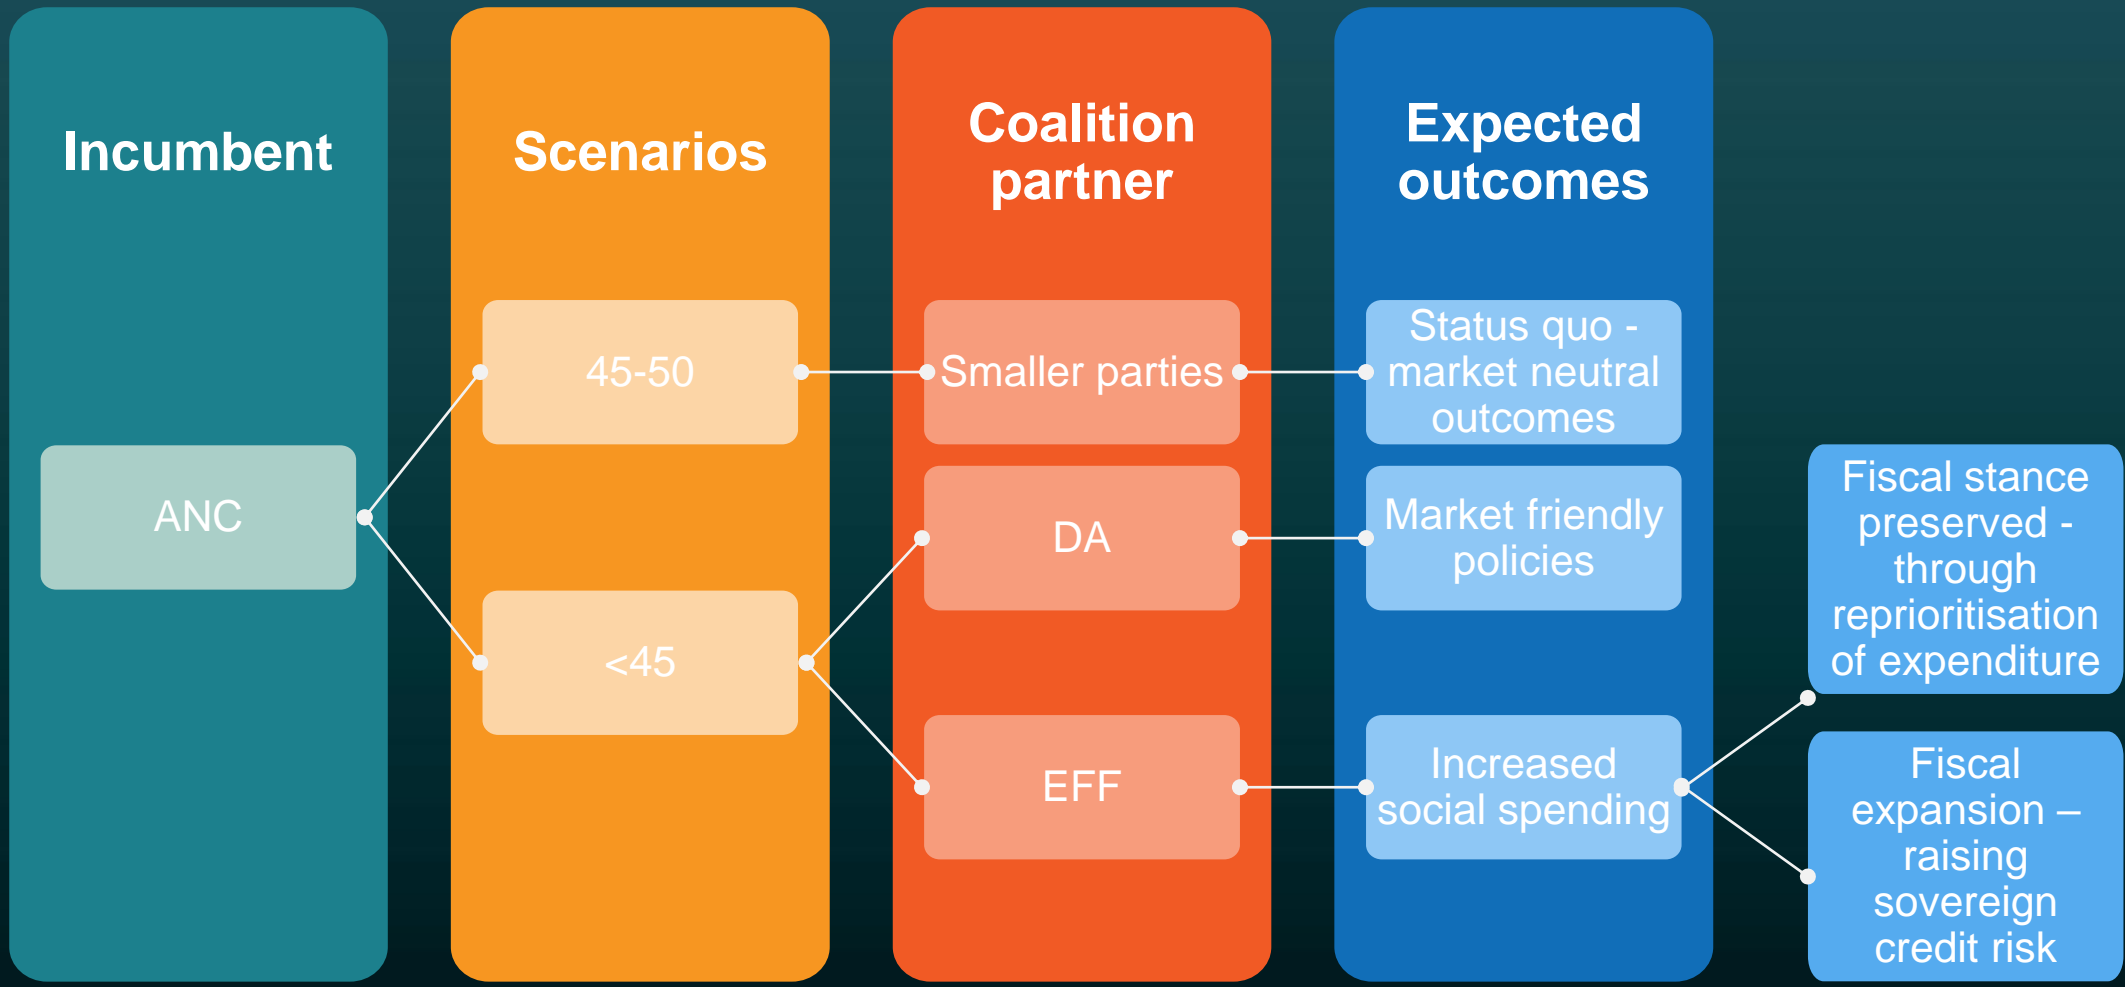 Incumbent
Scenarios
Coalition
partner
Expected
outcomes
ANC
45-50
<45
Smaller parties
DA
EFF
Status quo -
market neutral
outcomes
Market friendly
policies
Increased
social spending
Fiscal stance
preserved -
through
reprioritisation
of expenditure
Fiscal
expansion –
raising
sovereign
credit risk